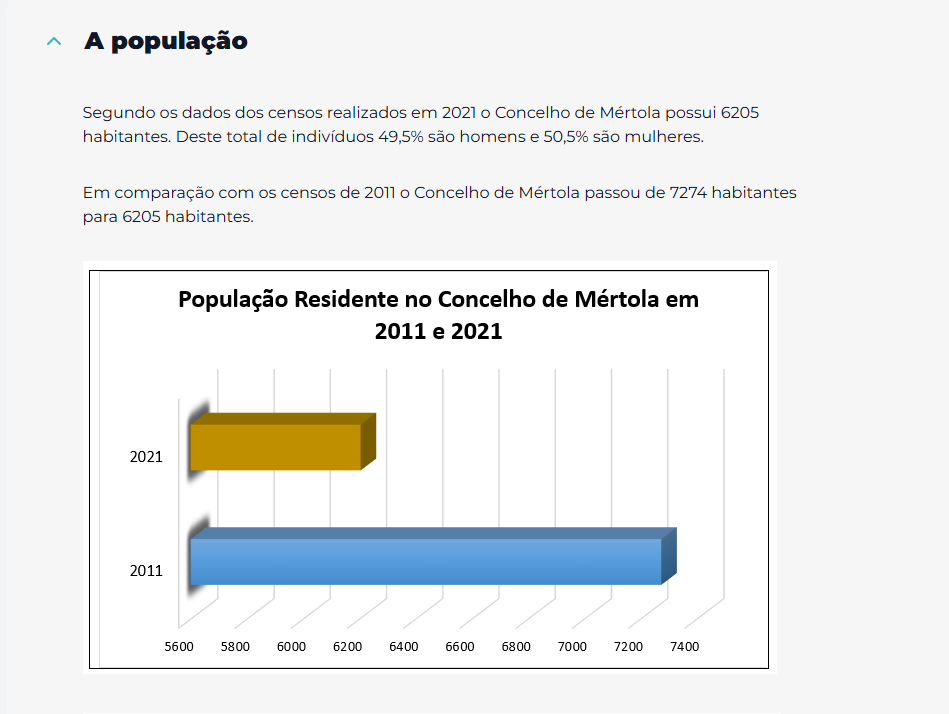 A população
Segundo os dados dos censos realizados em 2021 o Concelho de Mértola possui 6205
habitantes. Deste total de indivíduos 49,5% são homens e 50,5% são mulheres.
Em comparação com os censos de 2011 o Concelho de Mértola passou de 7274 habitantes
para 6205 habitantes.
População Residente no Concelho de Mértola em
2011 e 2021
2021
2011
5600 5800 6000 6200 6400 6600 6800 7000 7200 7400